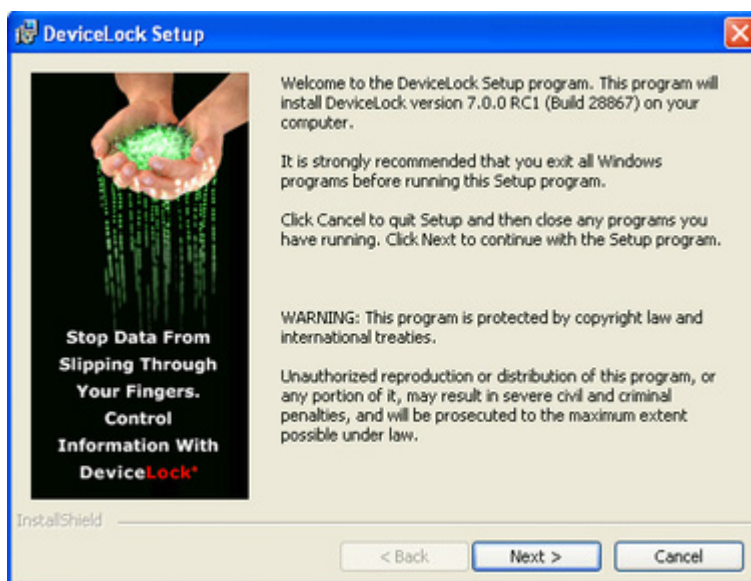 DeviceLock Setup
Welcome to the DeviceLock Setup program. This program will
install DeviceLock version 7.0.0 RC1 (Build 28867) on your
computer.
It is strongly recommended that you exit all Windows
programs before running this Setup program.
Click Cancel to quit Setup and then close any programs you
have running. Click Next to continue with the Setup program.
WARNING: This program is protected by copyright law and
international treaties.
Unauthorized reproduction or distribution of this program, or
any portion of it, may result in severe civil and criminal
penalties, and will be prosecuted to the maximum extent
possible under law.
Stop Data From
Slipping Through
Your Fingers.
Control
Information With
DeviceLock
InstallShield
< Back
Next >
Cancel